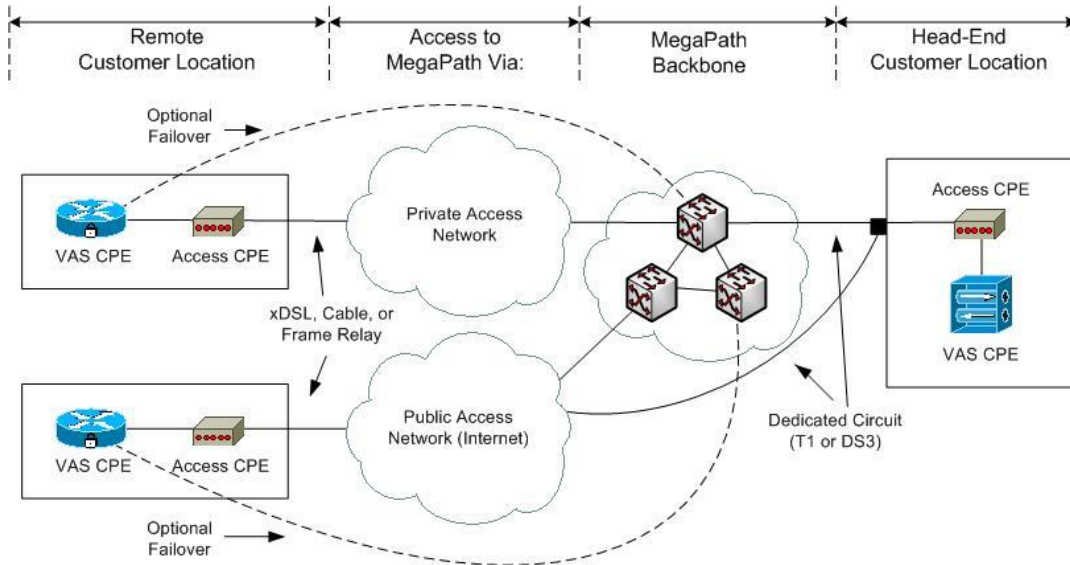 Remote
Customer Location
Access to
MegaPath Via:
MegaPath
Backbone
Head-End
Customer Location
Optional
Failover
VAS CPE
Access CPE
Private Access
Network
Access CPE
VAS CPE
xDSL, Cable, or
Frame Relay
VAS CPE
Access CPE
Public Access
Network (Internet)
Dedicated Circuit
(T1 or DS3)
Optional
Failover